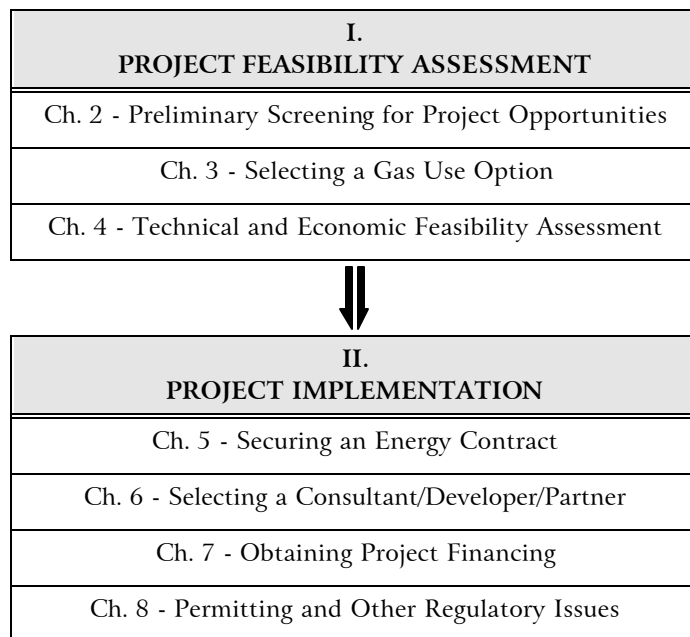 I.
PROJECT FEASIBILITY ASSESSMENT
Ch. 2 - Preliminary Screening for Project Opportunities
Ch. 3 - Selecting a Gas Use Option
Ch. 4 - Technical and Economic Feasibility Assessment
II.
PROJECT IMPLEMENTATION
Ch. 5 - Securing an Energy Contract
Ch. 6 - Selecting a Consultant/Developer/Partner
Ch. 7 - Obtaining Project Financing
Ch. 8 - Permitting and Other Regulatory Issues